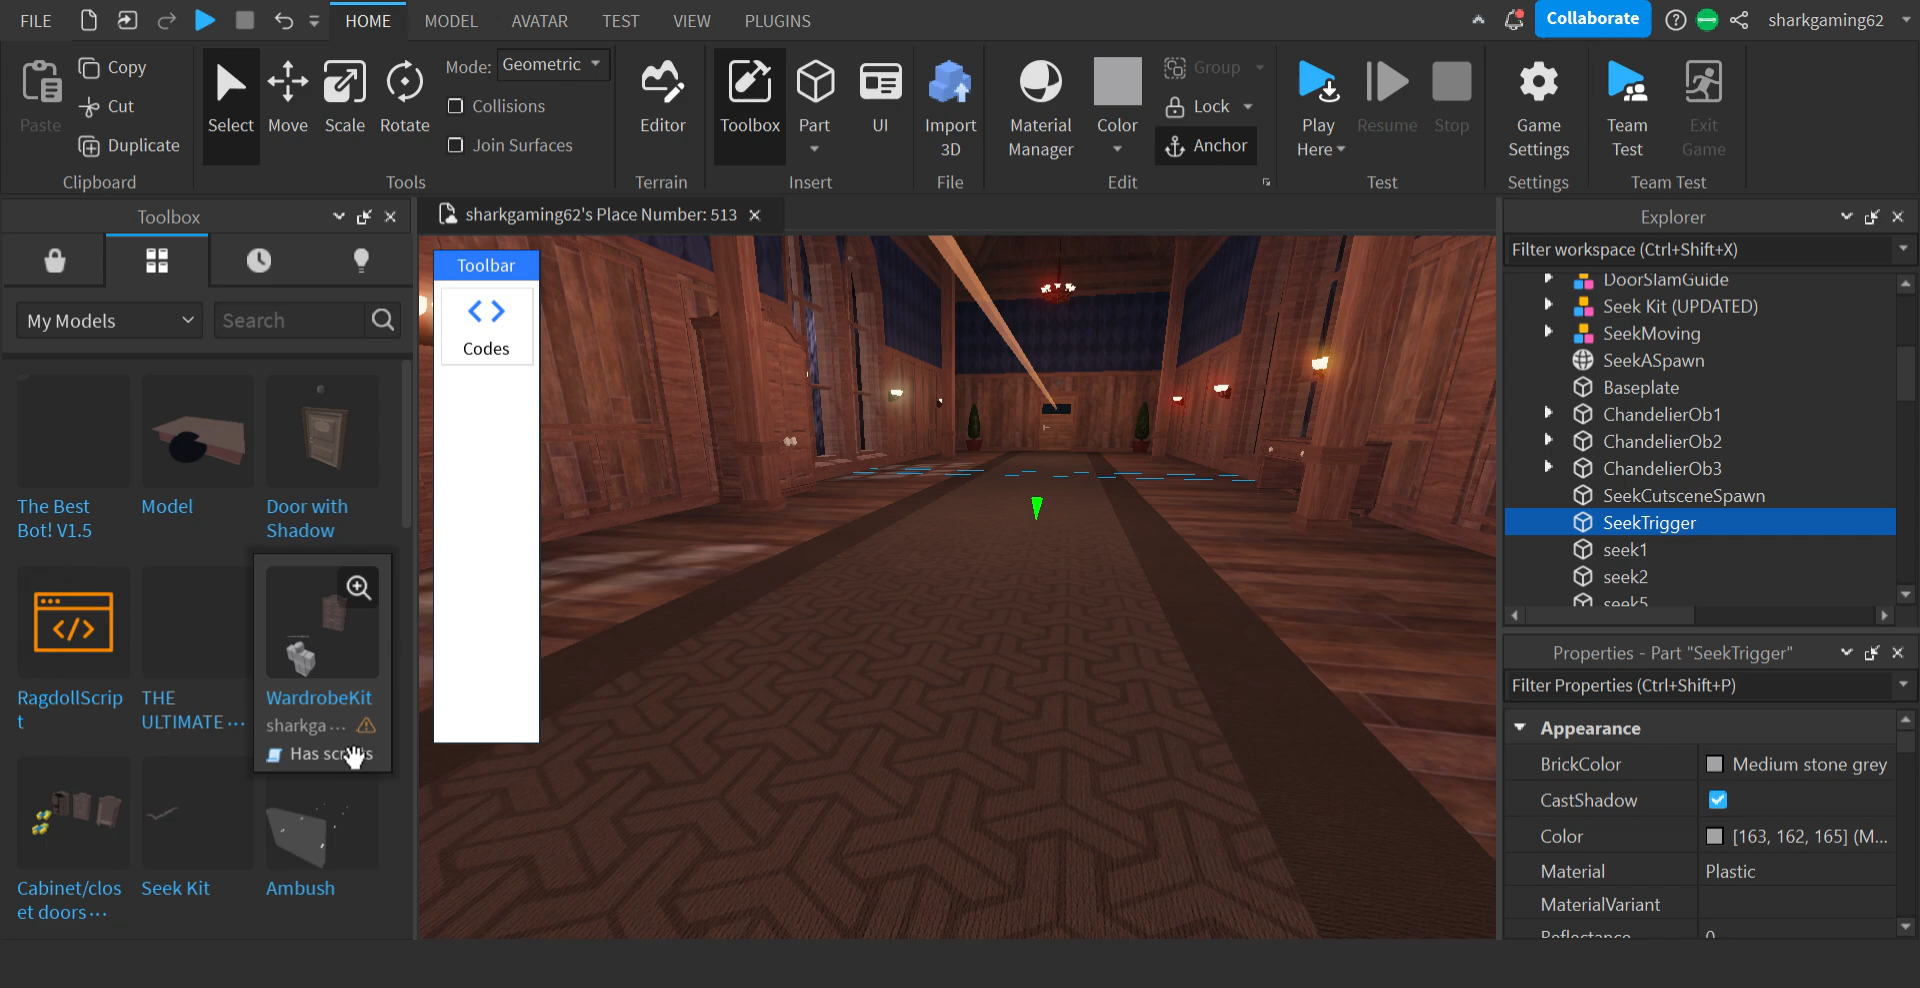 FILE
HOME
MODEL
AVATAR
TEST
VIEW
PLUGINS
Collaborate
sharkgaming62
Paste
Copy
Cut
Duplicate
Clipboard
Select
Move
Scale
Rotate
Mode: Geometric
Collisions
Join Surfaces
Tools
Editor
Terrain
Toolbox
Part
UI
Insert
Import
3D
File
Material
Manager
Color
Group
Lock
Anchor
Edit
Play
Here
Resume
Stop
Test
Game
Settings
Settings
Team
Test
Exit
Game
Team Test
Toolbox
My Models
Search
The Best
Bot! V1.5
Model
Door with
Shadow
RagdollScrip
t
THE
ULTIMATE ...
WardrobeKit
sharkga ...
Has scripts
Cabinet/clos
et doors ...
Seek Kit
Ambush
sharkgaming62's Place Number: 513
Toolbar
Codes
Explorer
Filter workspace (Ctrl+Shift+X)
DoorSlamGuide
Seek Kit (UPDATED)
SeekMoving
SeekASpawn
Baseplate
ChandelierOb1
ChandelierOb2
ChandelierOb3
SeekCutsceneSpawn
SeekTrigger
seek1
seek2
seek5
Properties - Part "SeekTrigger"
Filter Properties (Ctrl+Shift+P)
Appearance
BrickColor Medium stone grey
CastShadow
Color [163, 162, 165] (M...
Material Plastic
MaterialVariant
Reflectance 0